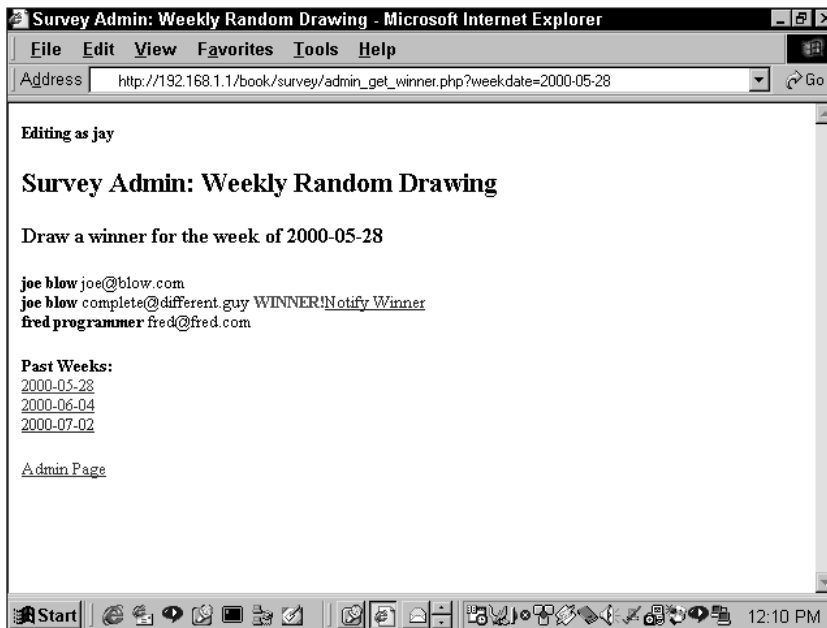 Survey Admin: Weekly Random Drawing - Microsoft Internet Explorer
File Edit View Favorites Tools Help
Address http://192.168.1.1/book/survey/admin_get_winner.php?weekdate=2000-05-28 Go
Editing as jay
Survey Admin: Weekly Random Drawing
Draw a winner for the week of 2000-05-28
joe blow joe@blow.com
joe blow complete@different.guy WINNER!Notify Winner
fred programmer fred@fred.com
Past Weeks:
2000-05-28
2000-06-04
2000-07-02
Admin Page
Start 12:10 PM